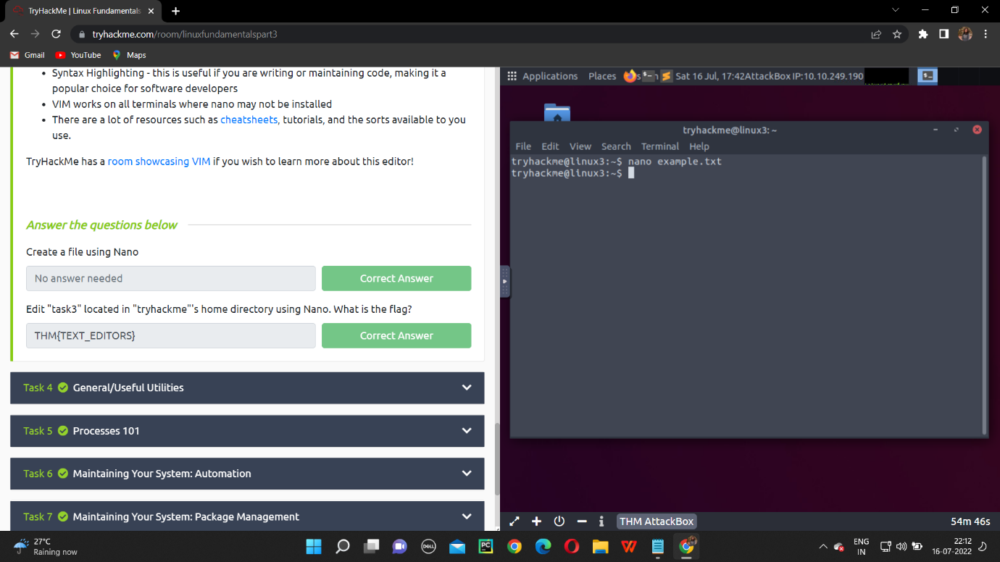 TryHackMe | Linux Fundamentals
tryhackme.com/room/linuxfundamentalspart3
Gmail
YouTube
Maps
Syntax Highlighting - this is useful if you are writing or maintaining code, making it a
popular choice for software developers
VIM works on all terminals where nano may not be installed
There are a lot of resources such as cheatsheets, tutorials, and the sorts available to you
use.
TryHackMe has a room showcasing VIM if you wish to learn more about this editor!
Answer the questions below
Create a file using Nano
No answer needed
Correct Answer
Edit "task3" located in "tryhackme"'s home directory using Nano. What is the flag?
THM{TEXT_EDITORS}
Correct Answer
Task 4 General/Useful Utilities
Task 5 Processes 101
Task 6 Maintaining Your System: Automation
Task 7 Maintaining Your System: Package Management
Applications Places Sat 16 Jul, 17:42 AttackBox IP:10.10.249.190
tryhackme@linux3: ~
File Edit View Search Terminal Help
tryhackme@linux3:~$ nano example.txt
tryhackme@linux3:~$
THM AttackBox
54m 46s
27°C
Raining now
DELL
PC
ENG
IN
22:12
16-07-2022